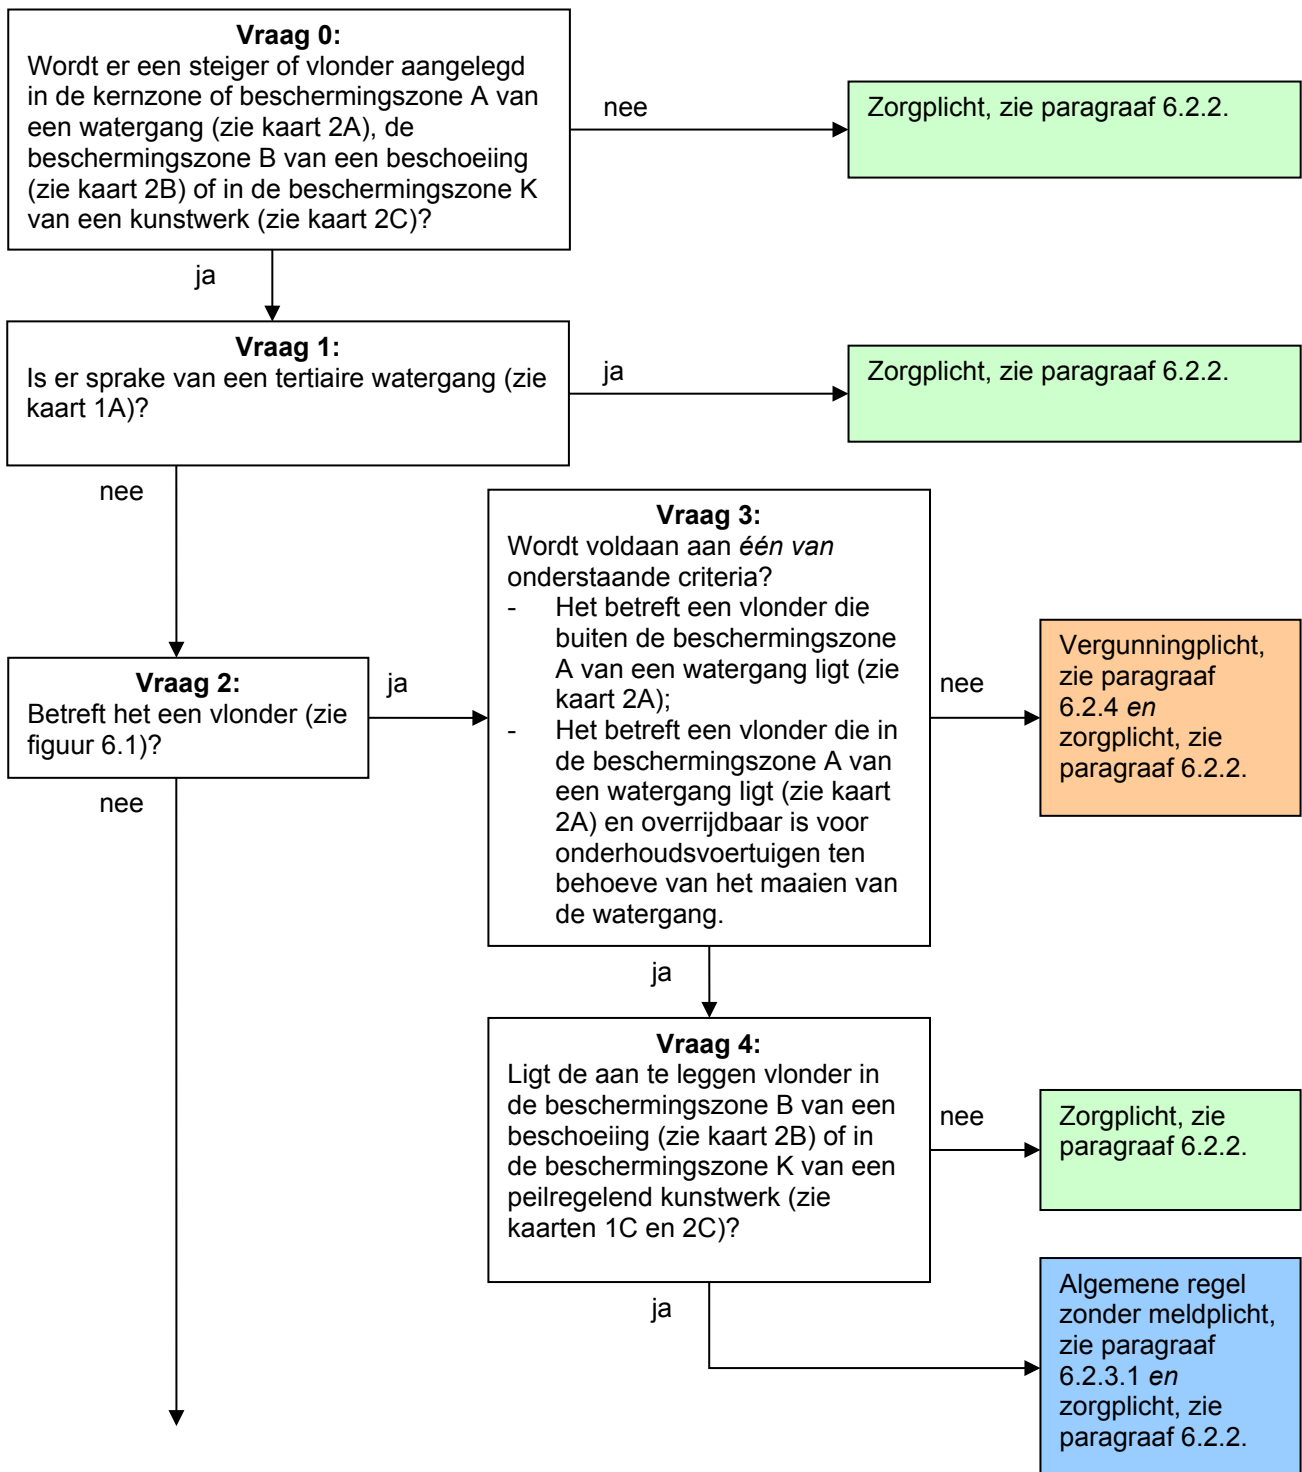 Vraag 0:
Wordt er een steiger of vlonder aangelegd
in de kernzone of beschermingszone A van
een watergang (zie kaart 2A), de
beschermingszone B van een beschoeiing
(zie kaart 2B) of in de beschermingszone K
van een kunstwerk (zie kaart 2C)?
nee
Zorgplicht, zie paragraaf 6.2.2.
ja
Vraag 1:
Is er sprake van een tertiaire watergang (zie
kaart 1A)?
ja
Zorgplicht, zie paragraaf 6.2.2.
nee
Vraag 2:
Betreft het een vlonder (zie
figuur 6.1)?
ja
nee
Vraag 3:
Wordt voldaan aan één van
onderstaande criteria?
- Het betreft een vlonder die
buiten de beschermingszone
A van een watergang ligt (zie
kaart 2A);
- Het betreft een vlonder die in
de beschermingszone A van
een watergang ligt (zie kaart
2A) en overrijdbaar is voor
onderhoudsvoertuigen ten
behoeve van het maaien van
de watergang.
nee
Vergunningplicht,
zie paragraaf
6.2.4 en
zorgplicht, zie
paragraaf 6.2.2.
ja
Vraag 4:
Ligt de aan te leggen vlonder in
de beschermingszone B van een
beschoeiing (zie kaart 2B) of in
de beschermingszone K van een
peilregelend kunstwerk (zie
kaarten 1C en 2C)?
nee
Zorgplicht, zie
paragraaf 6.2.2.
ja
Algemene regel
zonder meldplicht,
zie paragraaf
6.2.3.1 en
zorgplicht, zie
paragraaf 6.2.2.